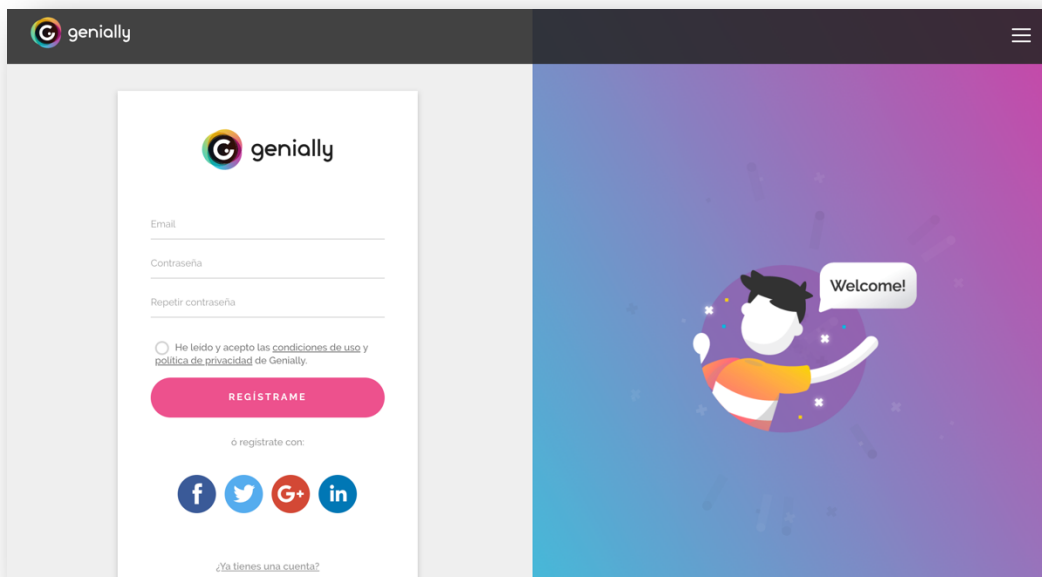 genially
genially
Email
Contraseña
Repetir contraseña
He leído y acepto las condiciones de uso y
política de privacidad de Genially.
REGÍSTRAME
ó regístrate con:
f G+ in
¿Ya tienes una cuenta?
Welcome!